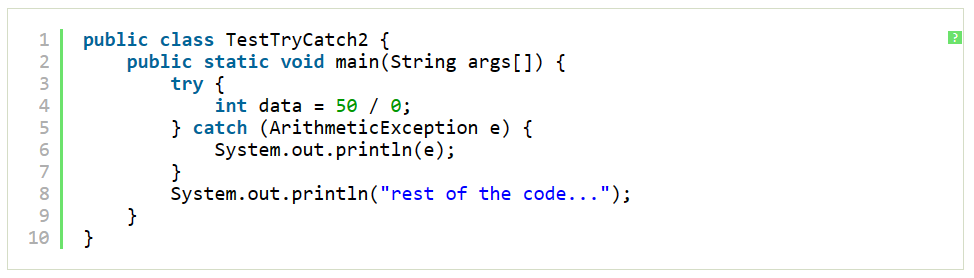 ?
1 public class TestTryCatch2 {
2     public static void main(String args[]) {
3         try {
4             int data = 50 / 0;
5         } catch (ArithmeticException e) {
6             System.out.println(e);
7         }
8         System.out.println("rest of the code...");
9     }
10 }